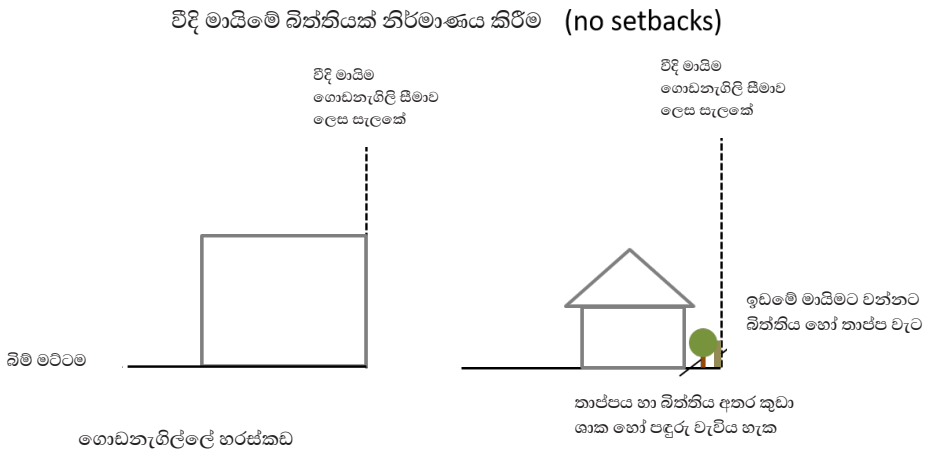 වීදි මායිමේ බිත්තියක් නිර්මාණය කිරීම (no setbacks)
වීදි මායිම
ගොඩනැගිලි සීමාව
ලෙස සැලකේ
වීදි මායිම
ගොඩනැගිලි සීමාව
ලෙස සැලකේ
ඉඩමේ මායිමට වන්නට
බිත්තිය හෝ තාප්ප වැට
බිම් මට්ටම
තාප්පය හා බිත්තිය අතර කුඩා
ශාක හෝ පඳුරු වැවිය හැක
ගොඩනැගිල්ලේ හරස්කඩ